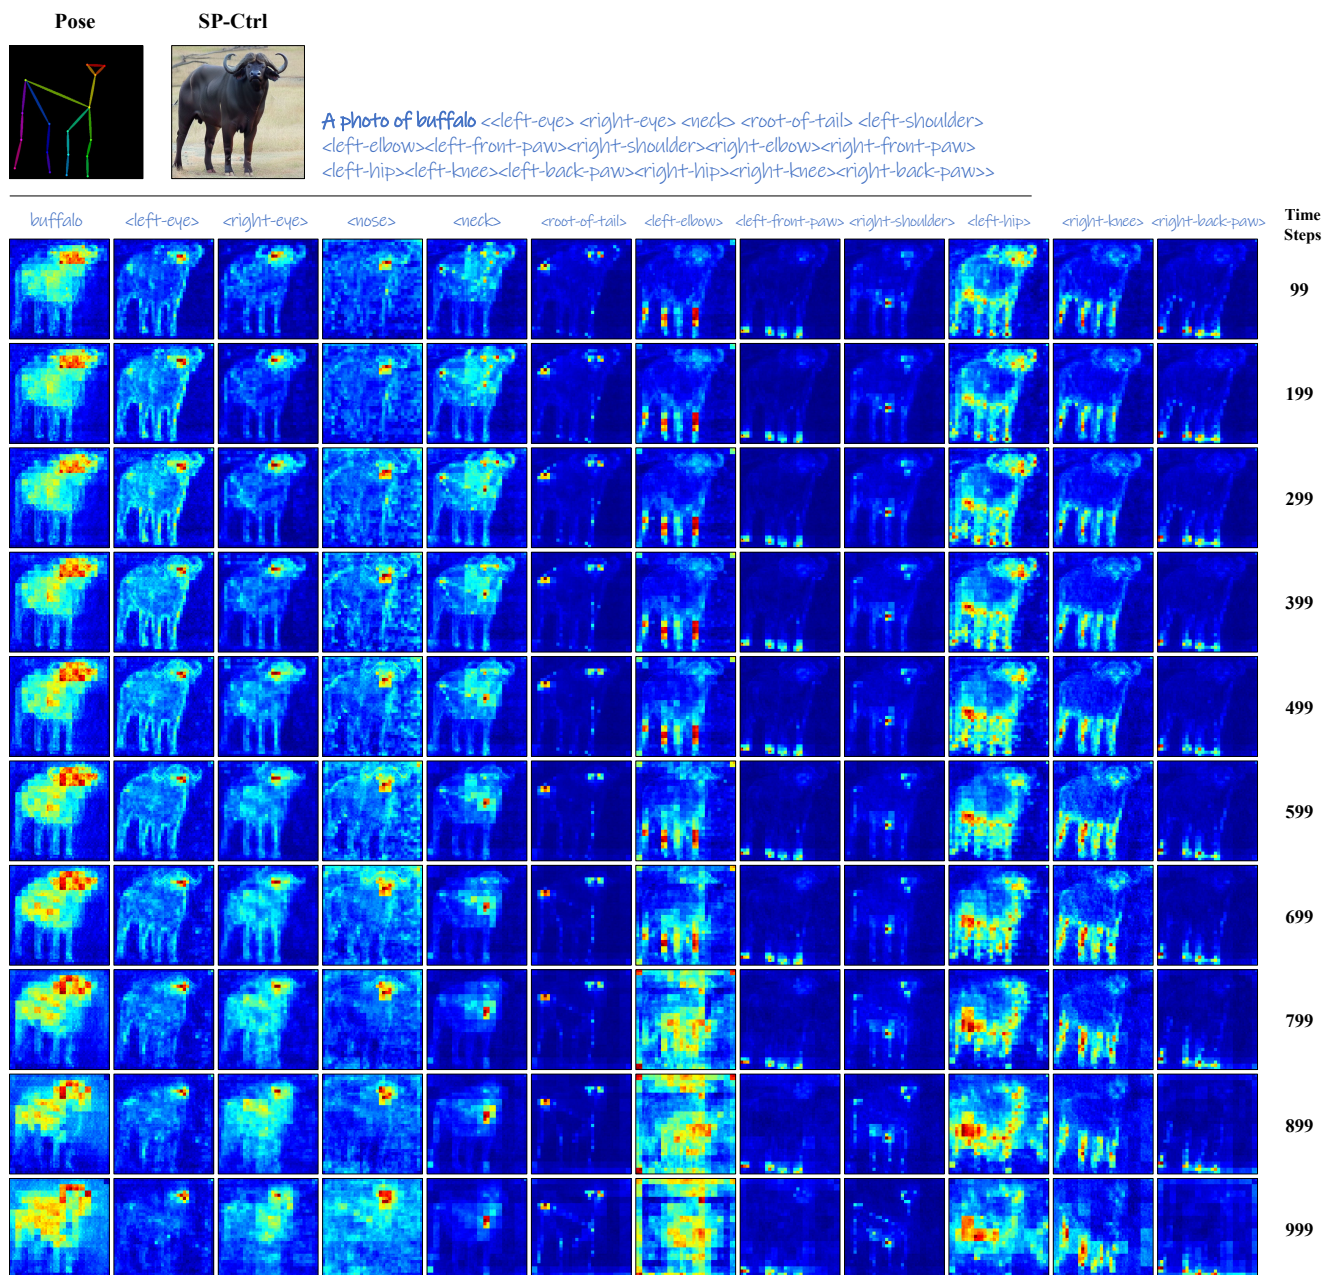 Pose SP-Ctrl
A photo of buffalo <<left-eye> <right-eye> <neck> <root-of-tail> <left-shoulder>
<left-elbow><left-front-paw><right-shoulder><right-elbow><right-front-paw>
<left-hip><left-knee><left-back-paw><right-hip><right-knee><right-back-paw>>
buffalo <left-eye> <right-eye> <nose> <neck> <root-of-tail> <left-elbow> <left-front-paw> <right-shoulder> <left-hip> <right-knee> <right-back-paw> Time
Steps
99
199
299
399
499
599
699
799
899
999